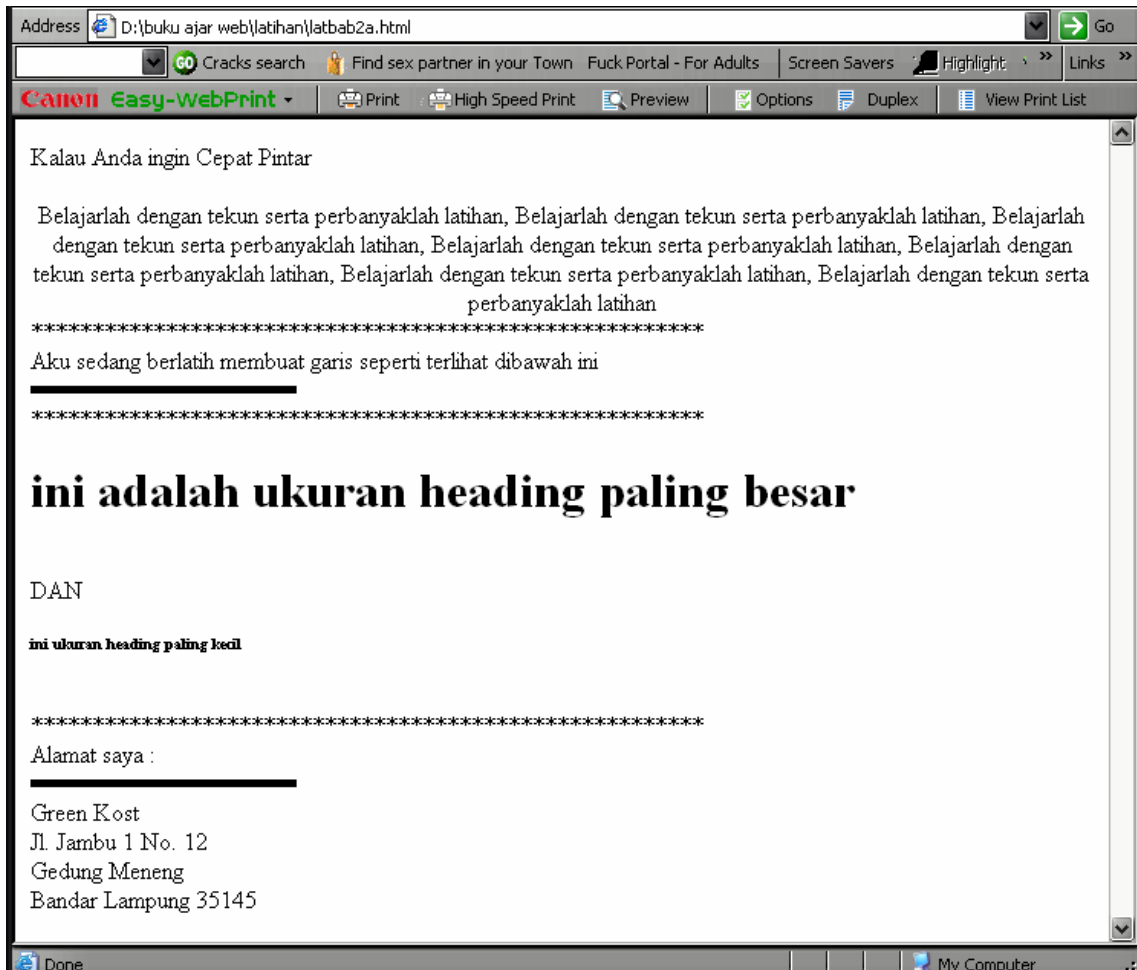 Address D:\buku ajar web\latihan\latbab2a.html Go
GO Cracks search Find sex partner in your Town Fuck Portal - For Adults Screen Savers Highlight » Links »
Canon Easy-WebPrint Print High Speed Print Preview Options Duplex View Print List
Kalau Anda ingin Cepat Pintar
Belajarlah dengan tekun serta perbanyaklah latihan, Belajarlah dengan tekun serta perbanyaklah latihan, Belajarlah
dengan tekun serta perbanyaklah latihan, Belajarlah dengan tekun serta perbanyaklah latihan, Belajarlah dengan
tekun serta perbanyaklah latihan, Belajarlah dengan tekun serta perbanyaklah latihan, Belajarlah dengan tekun serta
perbanyaklah latihan
*******************************************************
Aku sedang berlatih membuat garis seperti terlihat dibawah ini
*******************************************************
ini adalah ukuran heading paling besar
DAN
ini ukuran heading paling kecil
*******************************************************
Alamat saya :
Green Kost
Jl. Jambu 1 No. 12
Gedung Meneng
Bandar Lampung 35145
Done My Computer